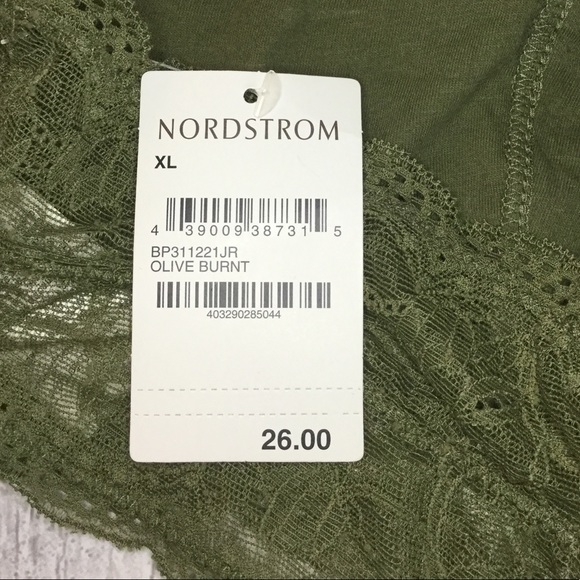 NORDSTROM
XL
4 39009 38731 5
BP311221JR
OLIVE BURNT
403290285044
26.00